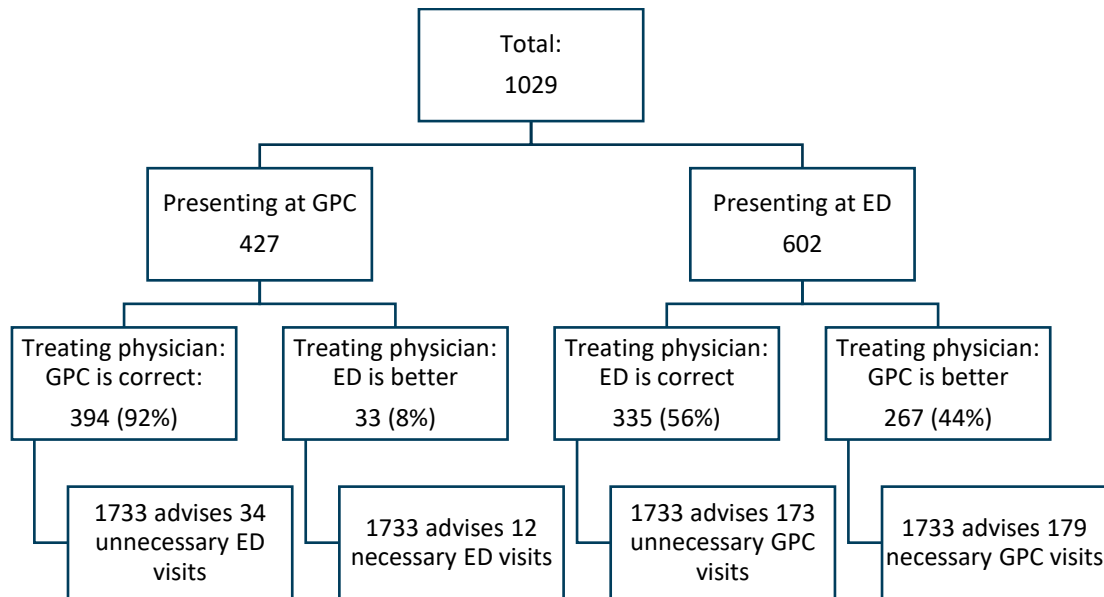 Total:
1029
Presenting at GPC
427
Presenting at ED
602
Treating physician:
GPC is correct:
394 (92%)
Treating physician:
ED is better
33 (8%)
Treating physician:
ED is correct
335 (56%)
Treating physician:
GPC is better
267 (44%)
1733 advises 34
unnecessary ED
visits
1733 advises 12
necessary ED visits
1733 advises 173
unnecessary GPC
visits
1733 advises 179
necessary GPC visits